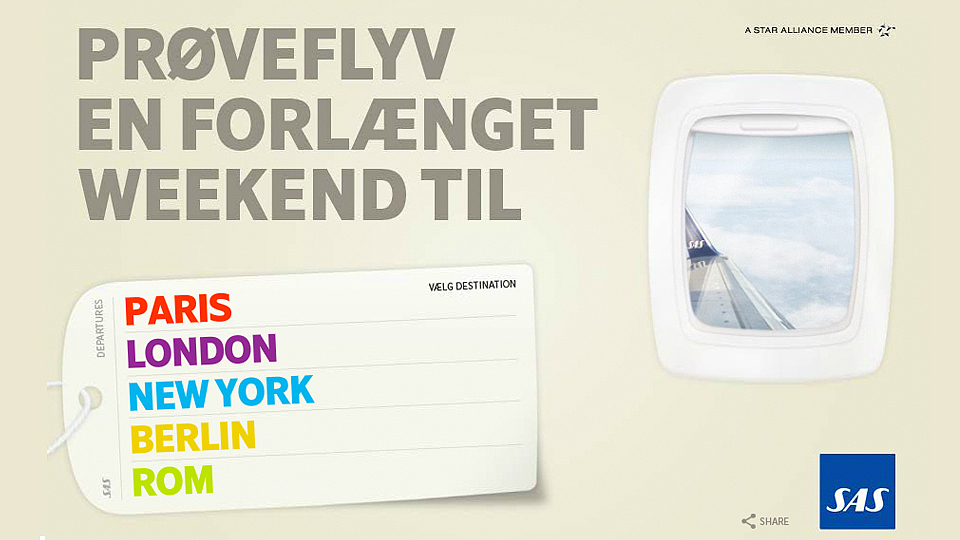 PRØVEFLYV
EN FORLÆNGET
WEEKEND TIL
A STAR ALLIANCE MEMBER
SAS
VÆLG DESTINATION
DEPARTURES
PARIS
LONDON
NEW YORK
BERLIN
ROM
SAS
SHARE
SAS